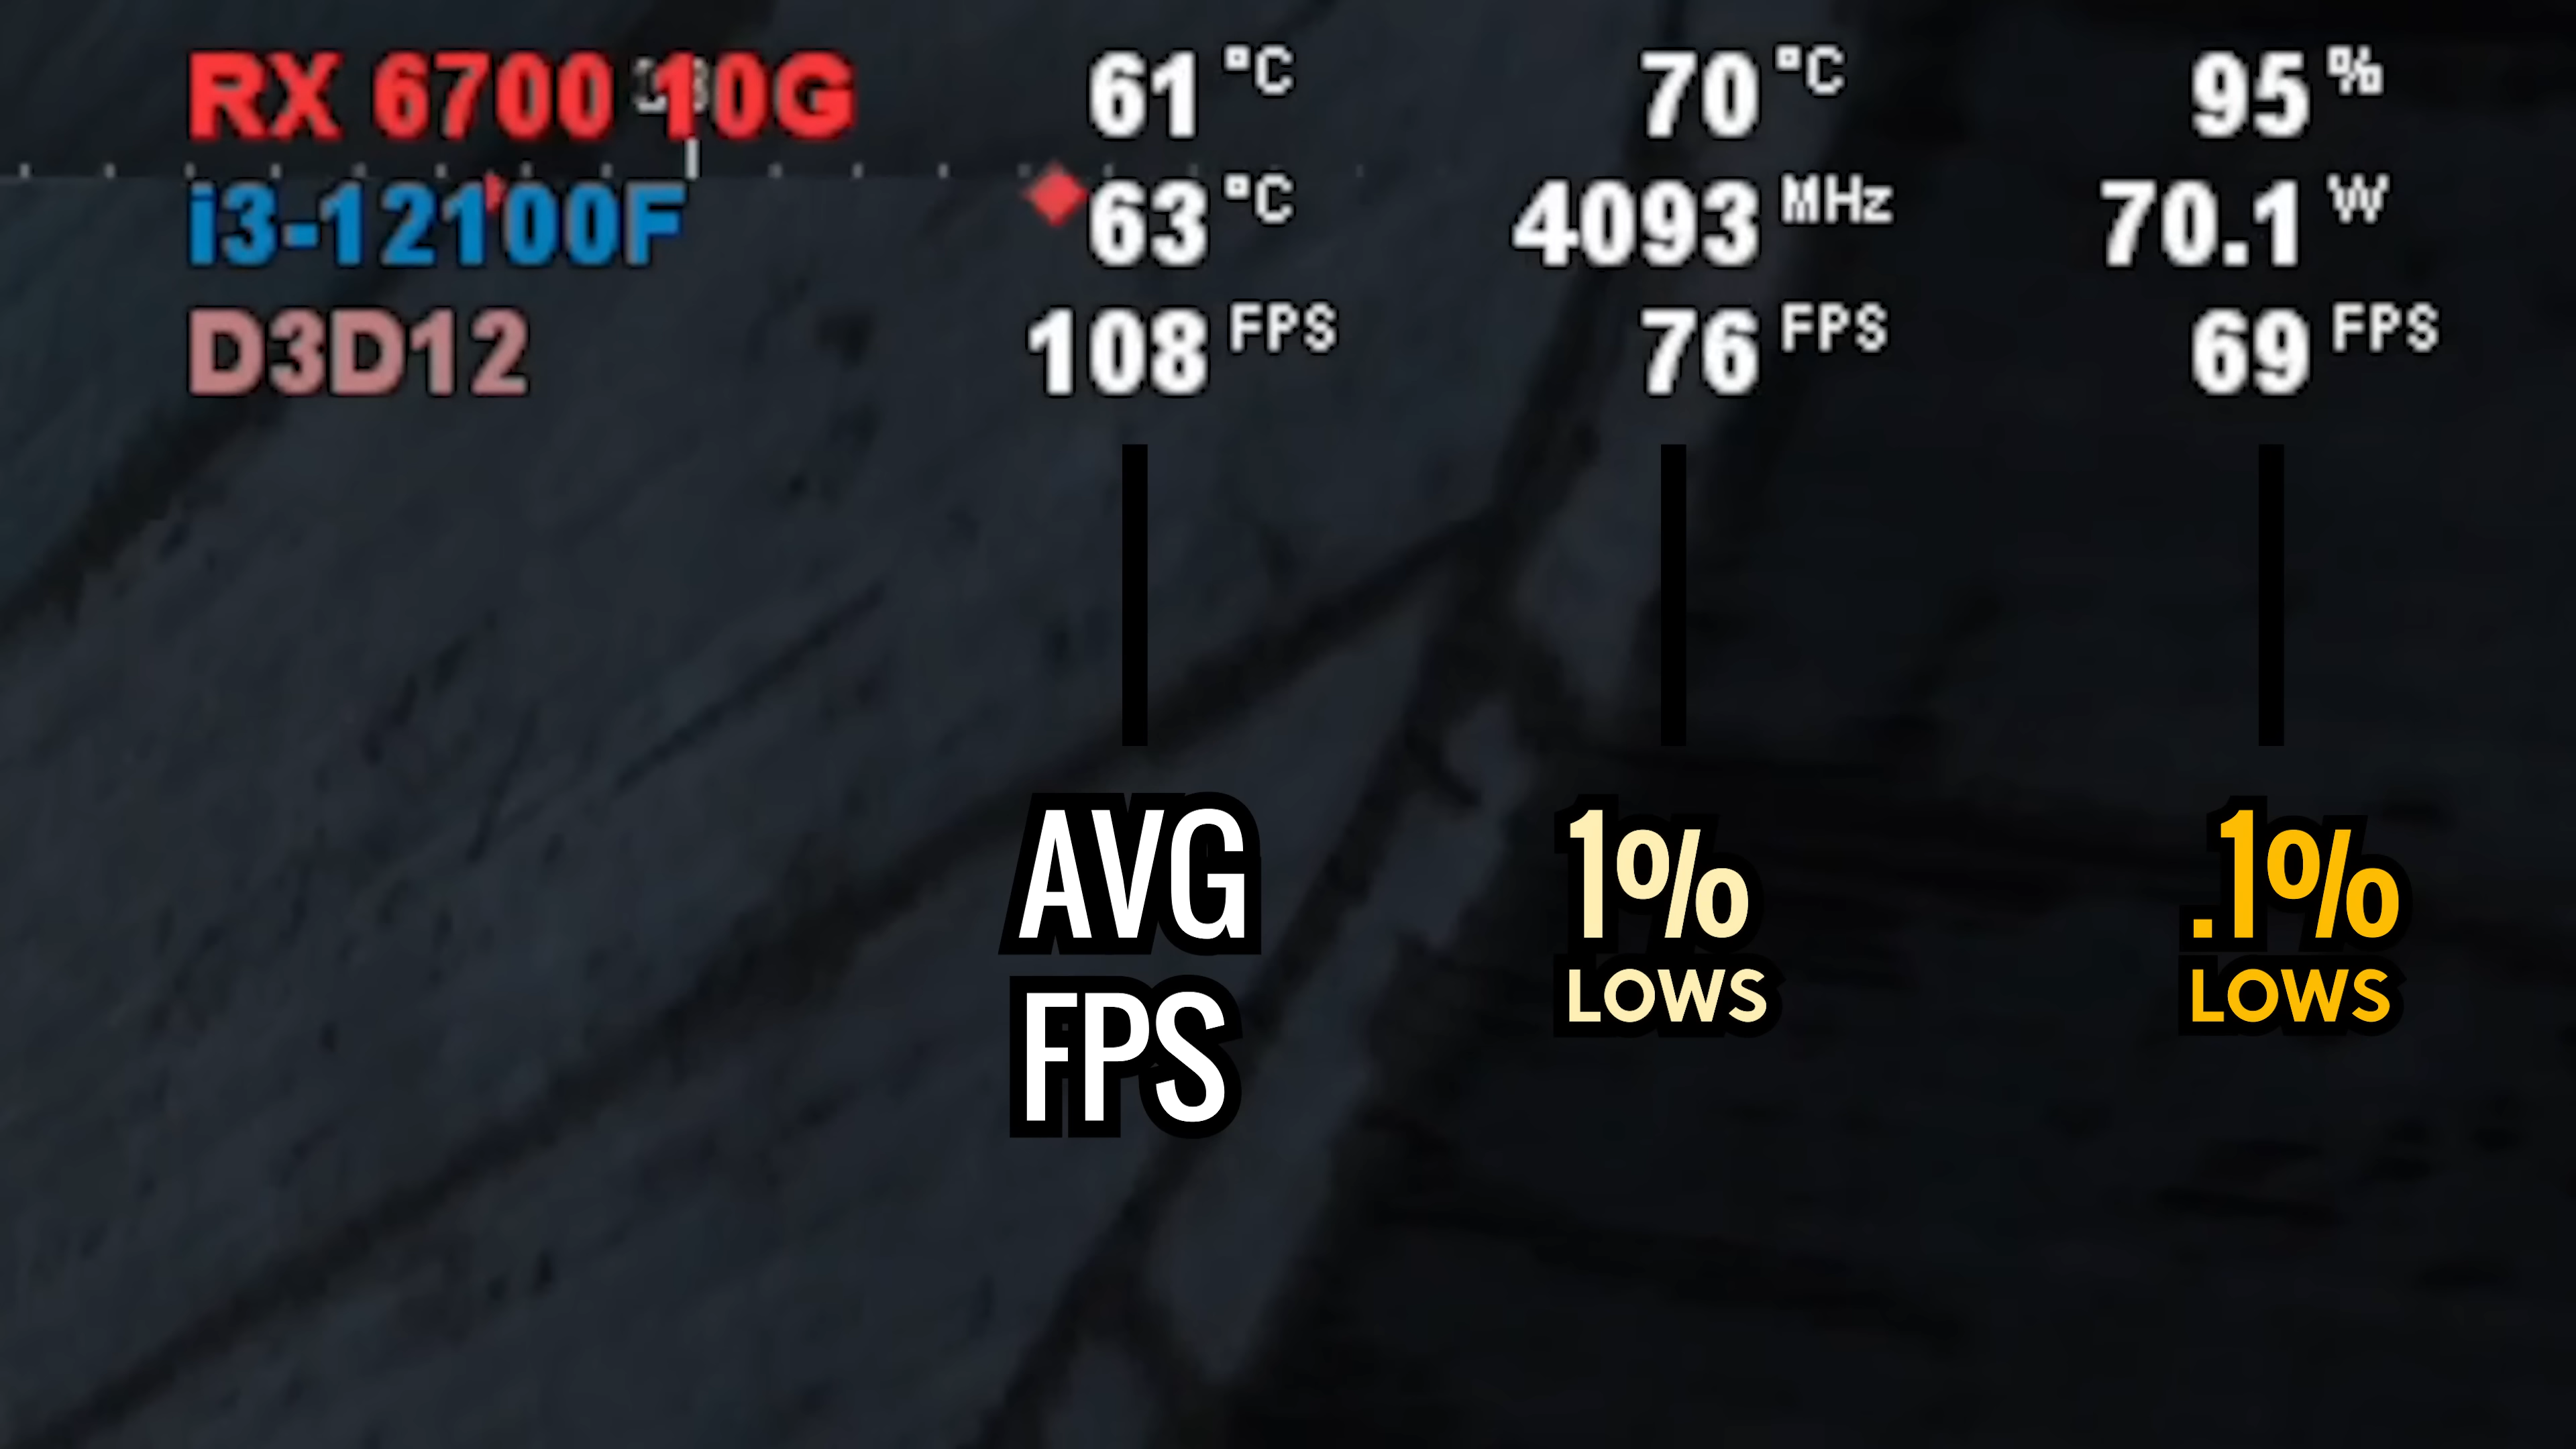 RX 6700 10G 61 °C 70 °C 95 %
i3-12100F 63 °C 4093 MHz 70.1 W
D3D12 108 FPS 76 FPS 69 FPS
AVG FPS
1% LOWS
.1% LOWS